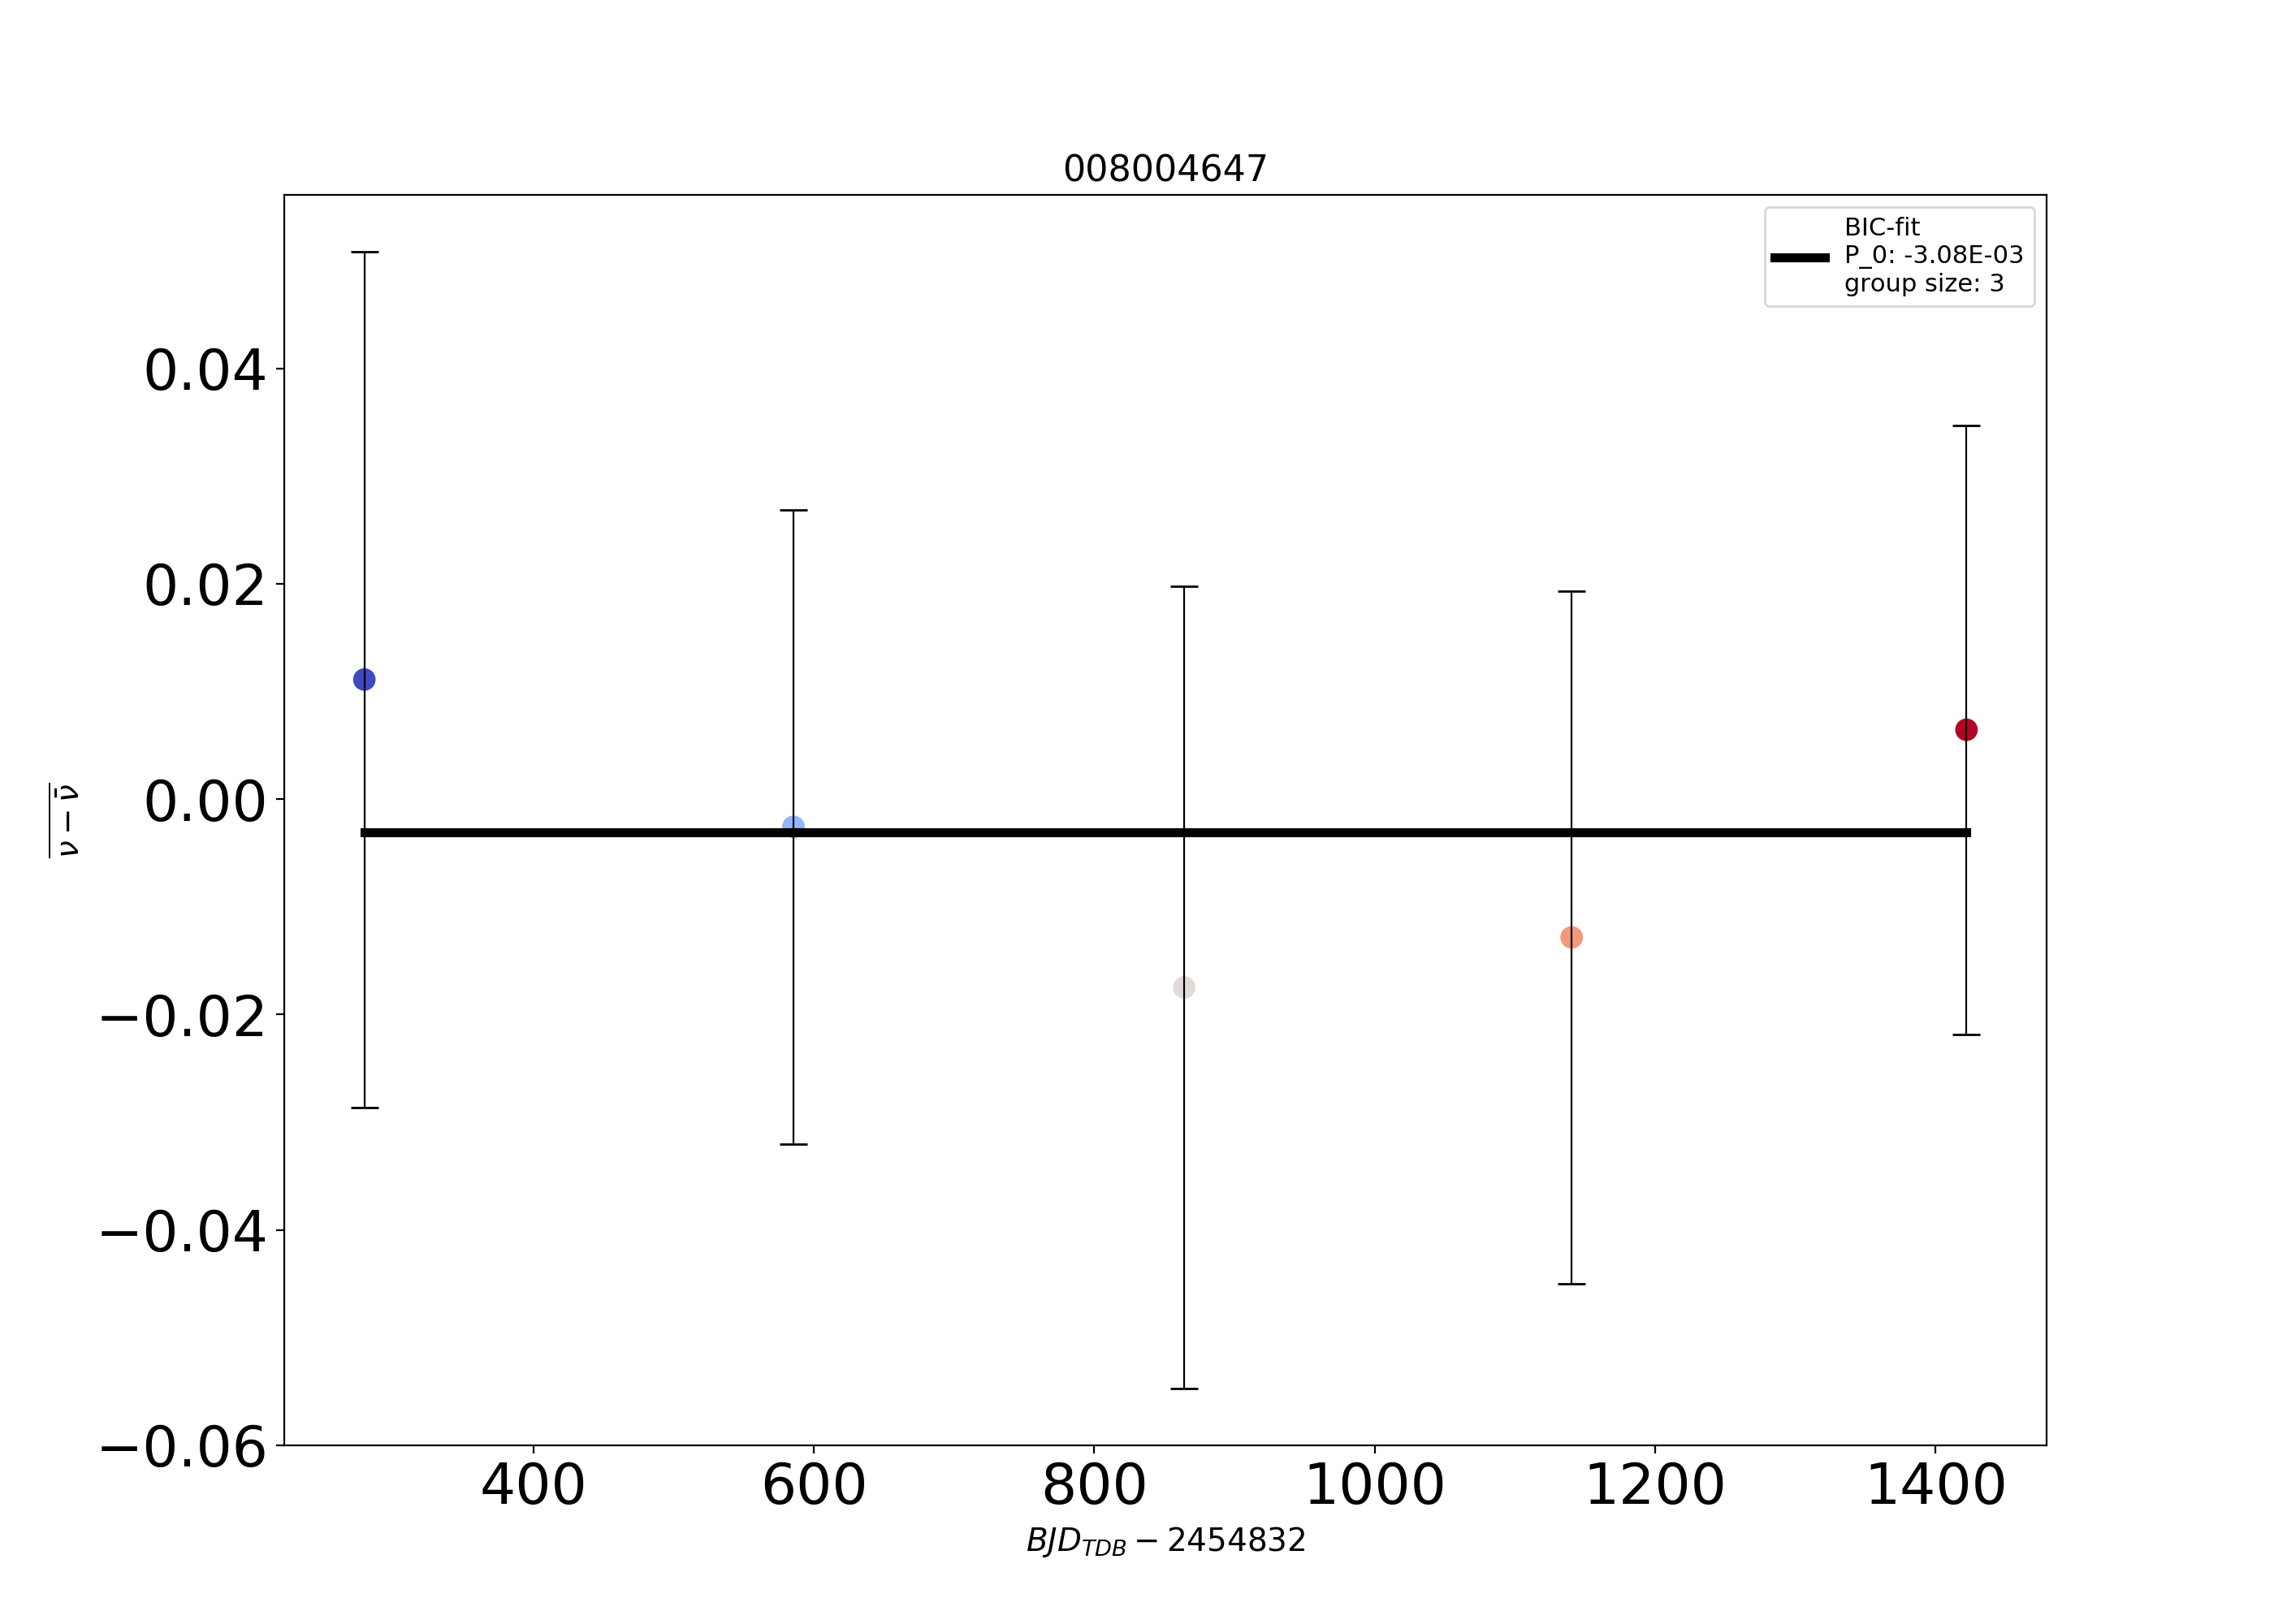 008004647
BIC-fit
P_0: -3.08E-03
group size: 3
0.04
0.02
0.00
−0.02
−0.04
−0.06
400 600 800 1000 1200 1400
ν − ν̄
BJD_TDB − 2454832